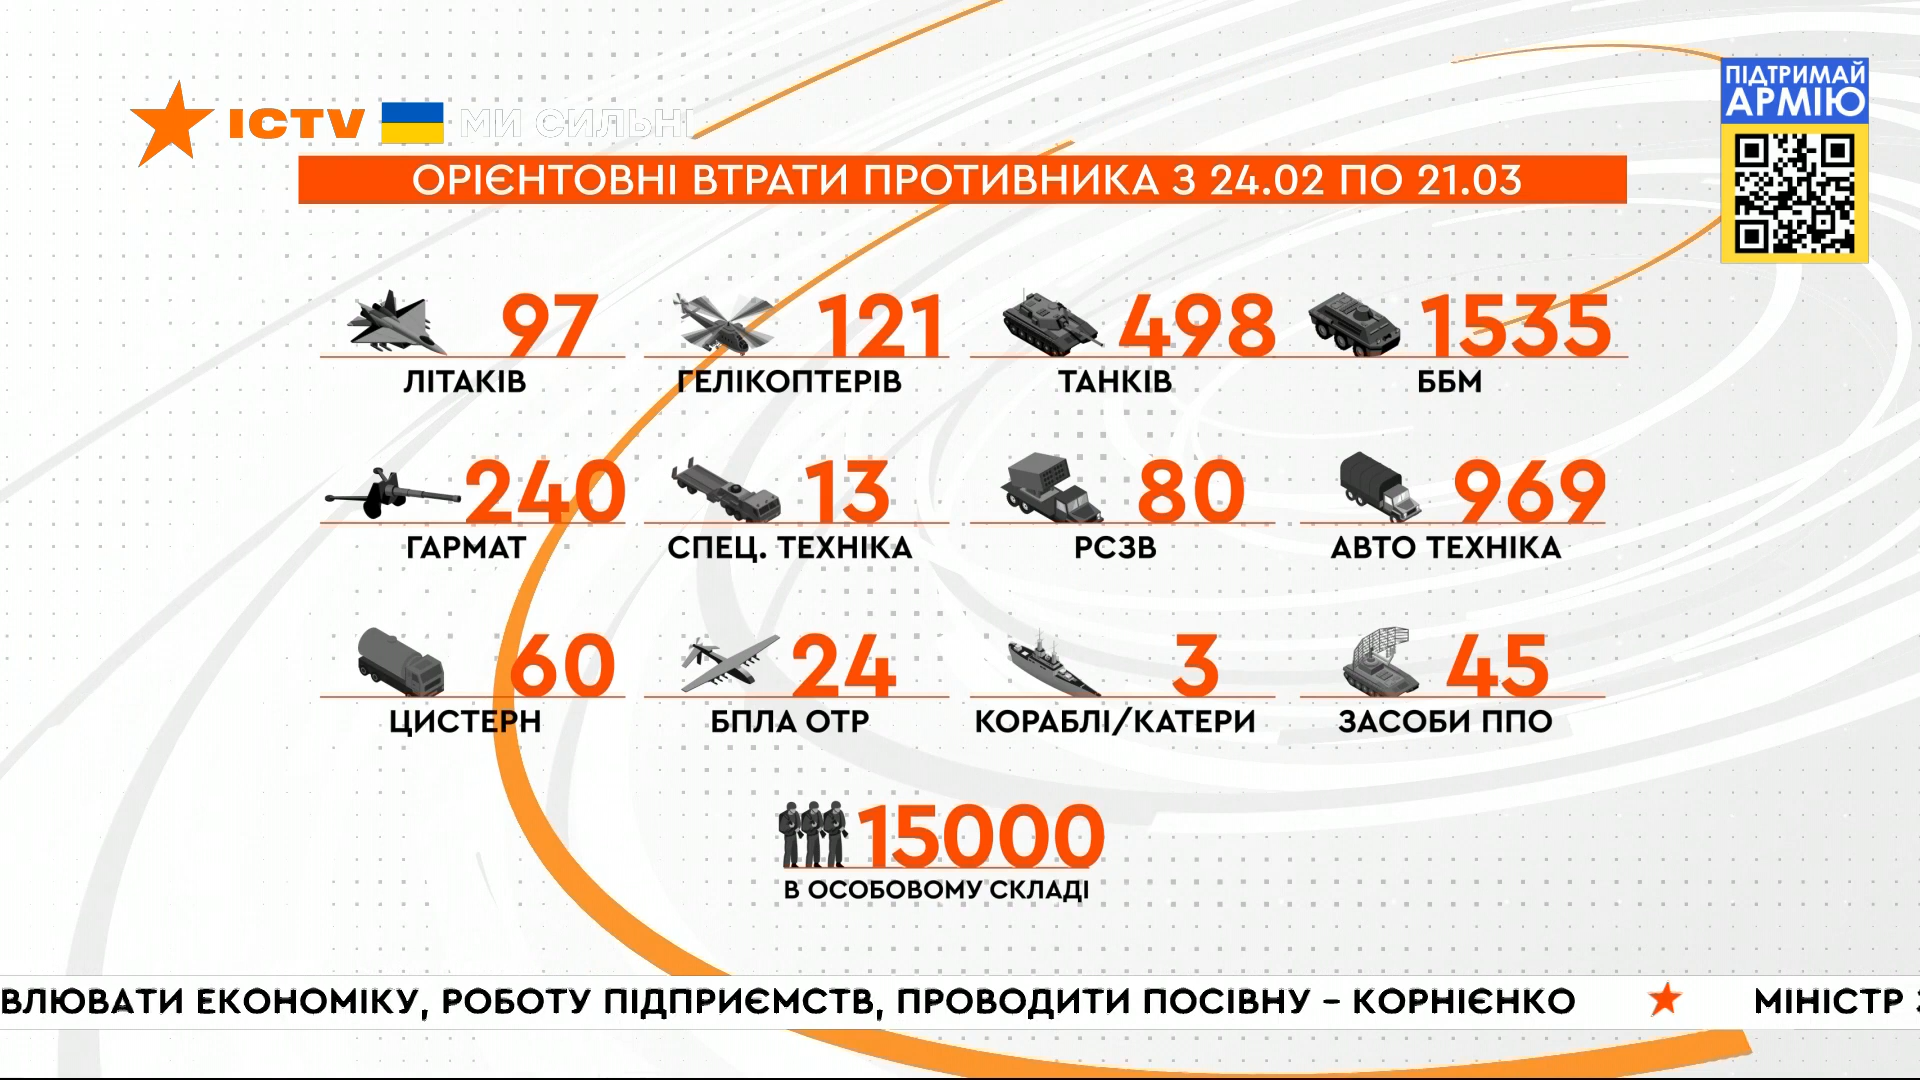 ICTV МИ СИЛЬНІ
ПІДТРИМАЙ
АРМІЮ
ОРІЄНТОВНІ ВТРАТИ ПРОТИВНИКА З 24.02 ПО 21.03
97 121 498 1535
ЛІТАКІВ ГЕЛІКОПТЕРІВ ТАНКІВ ББМ
240 13 80 969
ГАРМАТ СПЕЦ. ТЕХНІКА РСЗВ АВТО ТЕХНІКА
60 24 3 45
ЦИСТЕРН БПЛА ОТР КОРАБЛІ/КАТЕРИ ЗАСОБИ ППО
15000
В ОСОБОВОМУ СКЛАДІ
ВЛЮВАТИ ЕКОНОМІКУ, РОБОТУ ПІДПРИЄМСТВ, ПРОВОДИТИ ПОСІВНУ – КОРНІЄНКО МІНІСТР